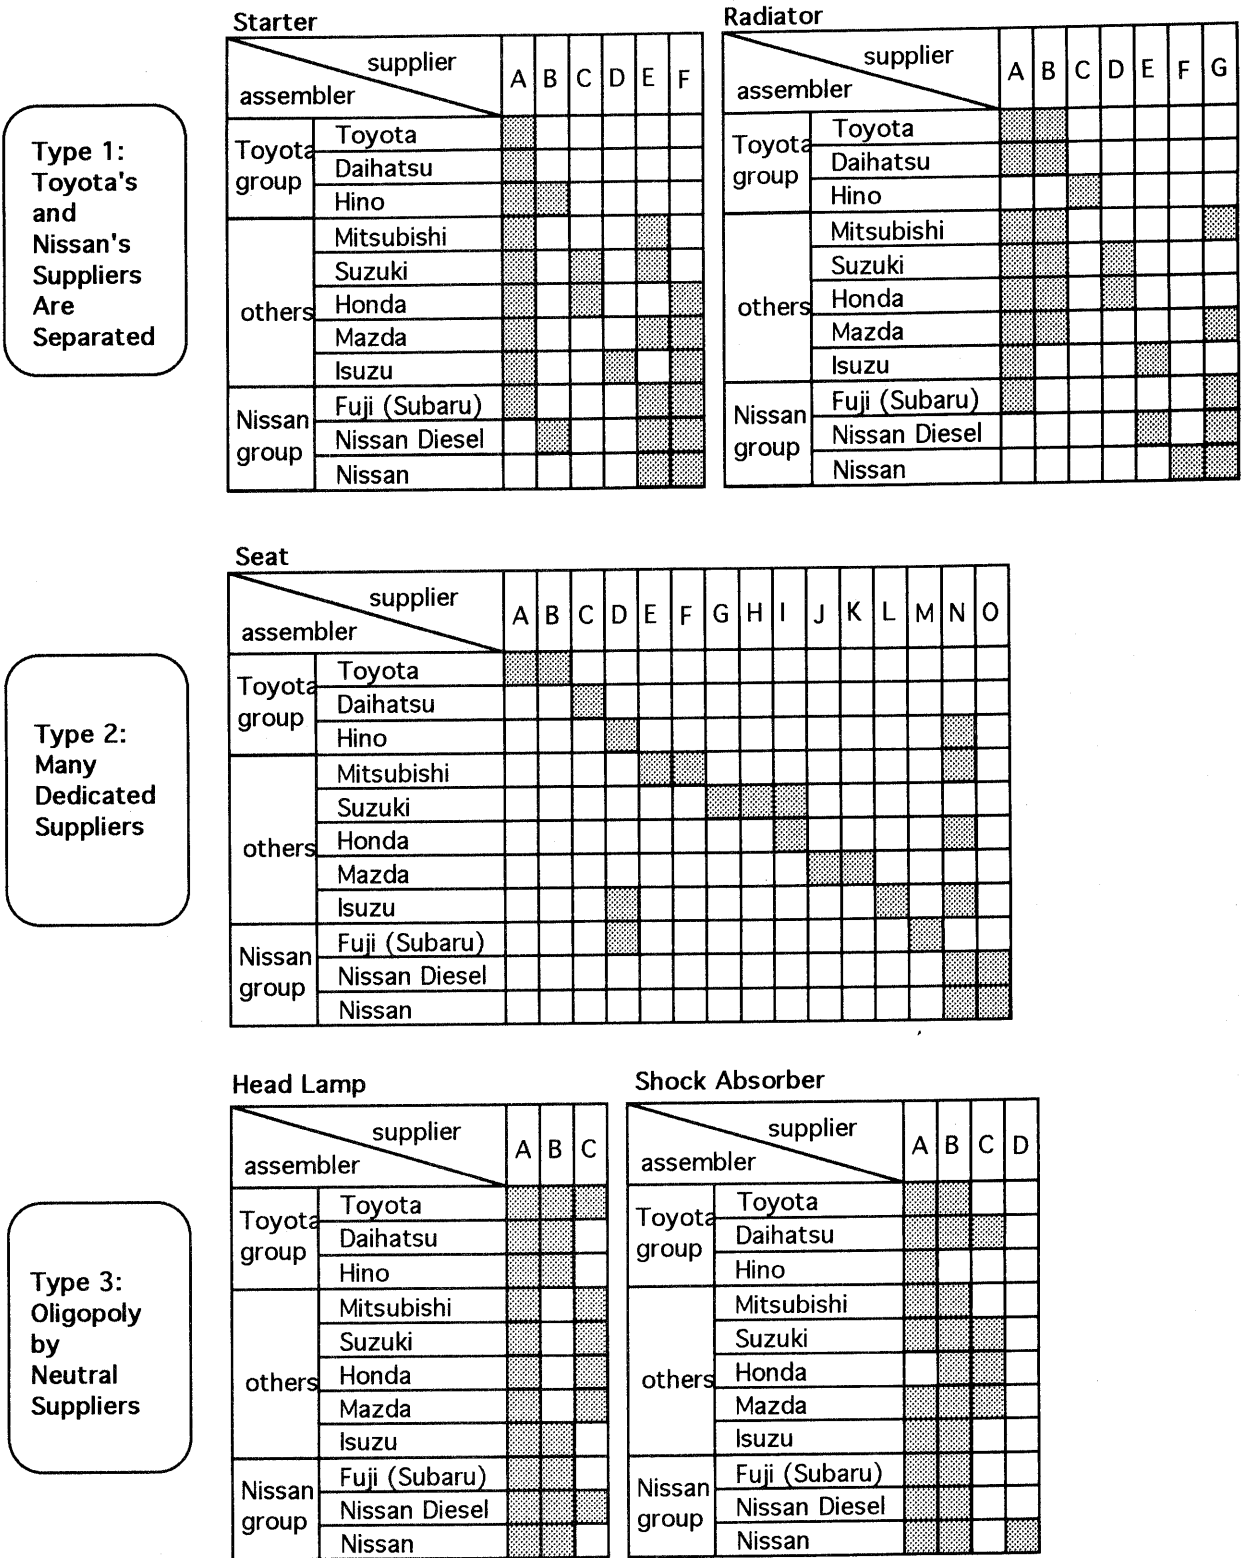 Starter
supplier
assembler
A B C D E F
Toyota group
Toyota
Daihatsu
Hino
others
Mitsubishi
Suzuki
Honda
Mazda
Isuzu
Nissan group
Fuji (Subaru)
Nissan Diesel
Nissan
Radiator
supplier
assembler
A B C D E F G
Toyota group
Toyota
Daihatsu
Hino
others
Mitsubishi
Suzuki
Honda
Mazda
Isuzu
Nissan group
Fuji (Subaru)
Nissan Diesel
Nissan
Type 1:
Toyota's
and
Nissan's
Suppliers
Are
Separated
Seat
supplier
assembler
A B C D E F G H I J K L M N O
Toyota group
Toyota
Daihatsu
Hino
others
Mitsubishi
Suzuki
Honda
Mazda
Isuzu
Nissan group
Fuji (Subaru)
Nissan Diesel
Nissan
Type 2:
Many
Dedicated
Suppliers
Head Lamp
supplier
assembler
A B C
Toyota group
Toyota
Daihatsu
Hino
others
Mitsubishi
Suzuki
Honda
Mazda
Isuzu
Nissan group
Fuji (Subaru)
Nissan Diesel
Nissan
Shock Absorber
supplier
assembler
A B C D
Toyota group
Toyota
Daihatsu
Hino
others
Mitsubishi
Suzuki
Honda
Mazda
Isuzu
Nissan group
Fuji (Subaru)
Nissan Diesel
Nissan
Type 3:
Oligopoly
by
Neutral
Suppliers